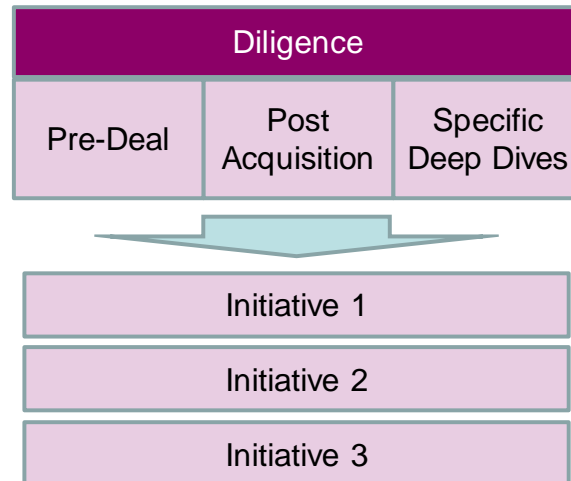 Diligence
Pre-Deal
Post
Acquisition
Specific
Deep Dives
Initiative 1
Initiative 2
Initiative 3